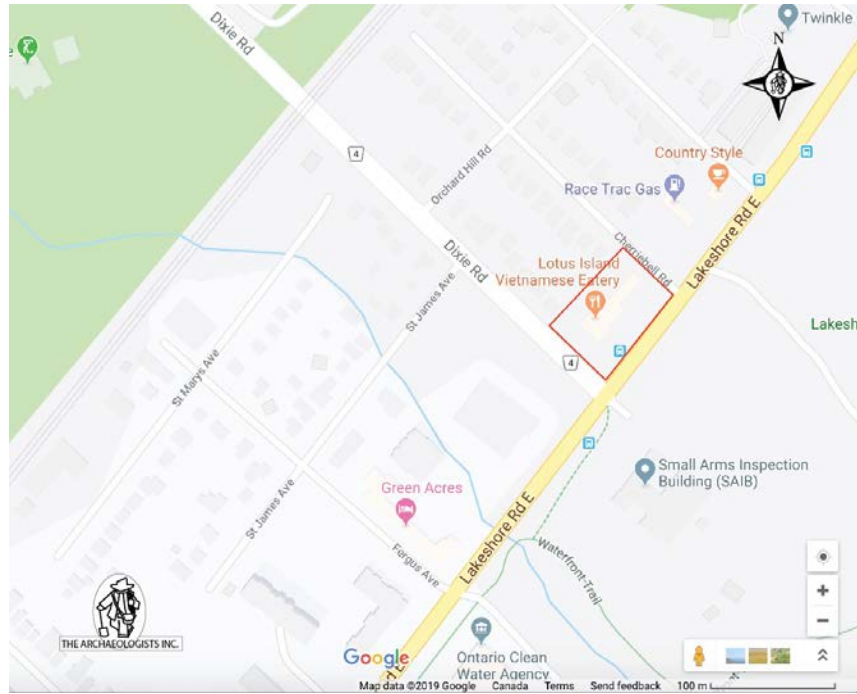 Twinkle
Dixie Rd
N
4
Orchard Hill Rd
Country Style
Race Trac Gas
Cherriebell Rd
Lakeshore Rd E
Dixie Rd
Lotus Island
Vietnamese Eatery
St James Ave
Lakesh
St Marys Ave
4
Small Arms Inspection
Building (SAIB)
Green Acres
St James Ave
Lakeshore Rd E
Fergus Ave
Waterfront-Trail
THE ARCHAEOLOGISTS INC.
Google
Ontario Clean
Water Agency
Map data ©2019 Google Canada Terms Send feedback 100 m